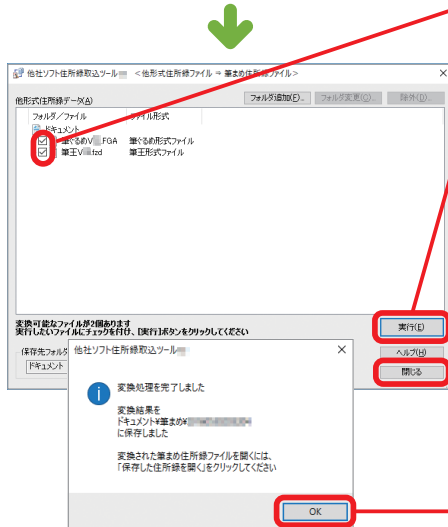 他社ソフト住所録取込ツール <他形式住所録ファイル ⇒ 筆まめ住所録ファイル>
他形式住所録データ(A)
フォルダ追加(F)... フォルダ変更(O)... 除外(D)...
フォルダ/ファイル ファイル形式
ドキュメント
筆ぐるめV .FGA 筆ぐるめ形式ファイル
筆王V .fzd 筆王形式ファイル
変換可能なファイルが2個あります
実行したいファイルにチェックを付け、[実行]ボタンをクリックしてください
実行(E)
保存先フォルダ
ドキュメント
ヘルプ(H)
閉じる
他社ソフト住所録取込ツール
変換処理を完了しました
変換結果を
ドキュメント¥筆まめ¥
に保存しました
変換された筆まめ住所録ファイルを開くには、
「保存した住所録を開く」をクリックしてください
OK